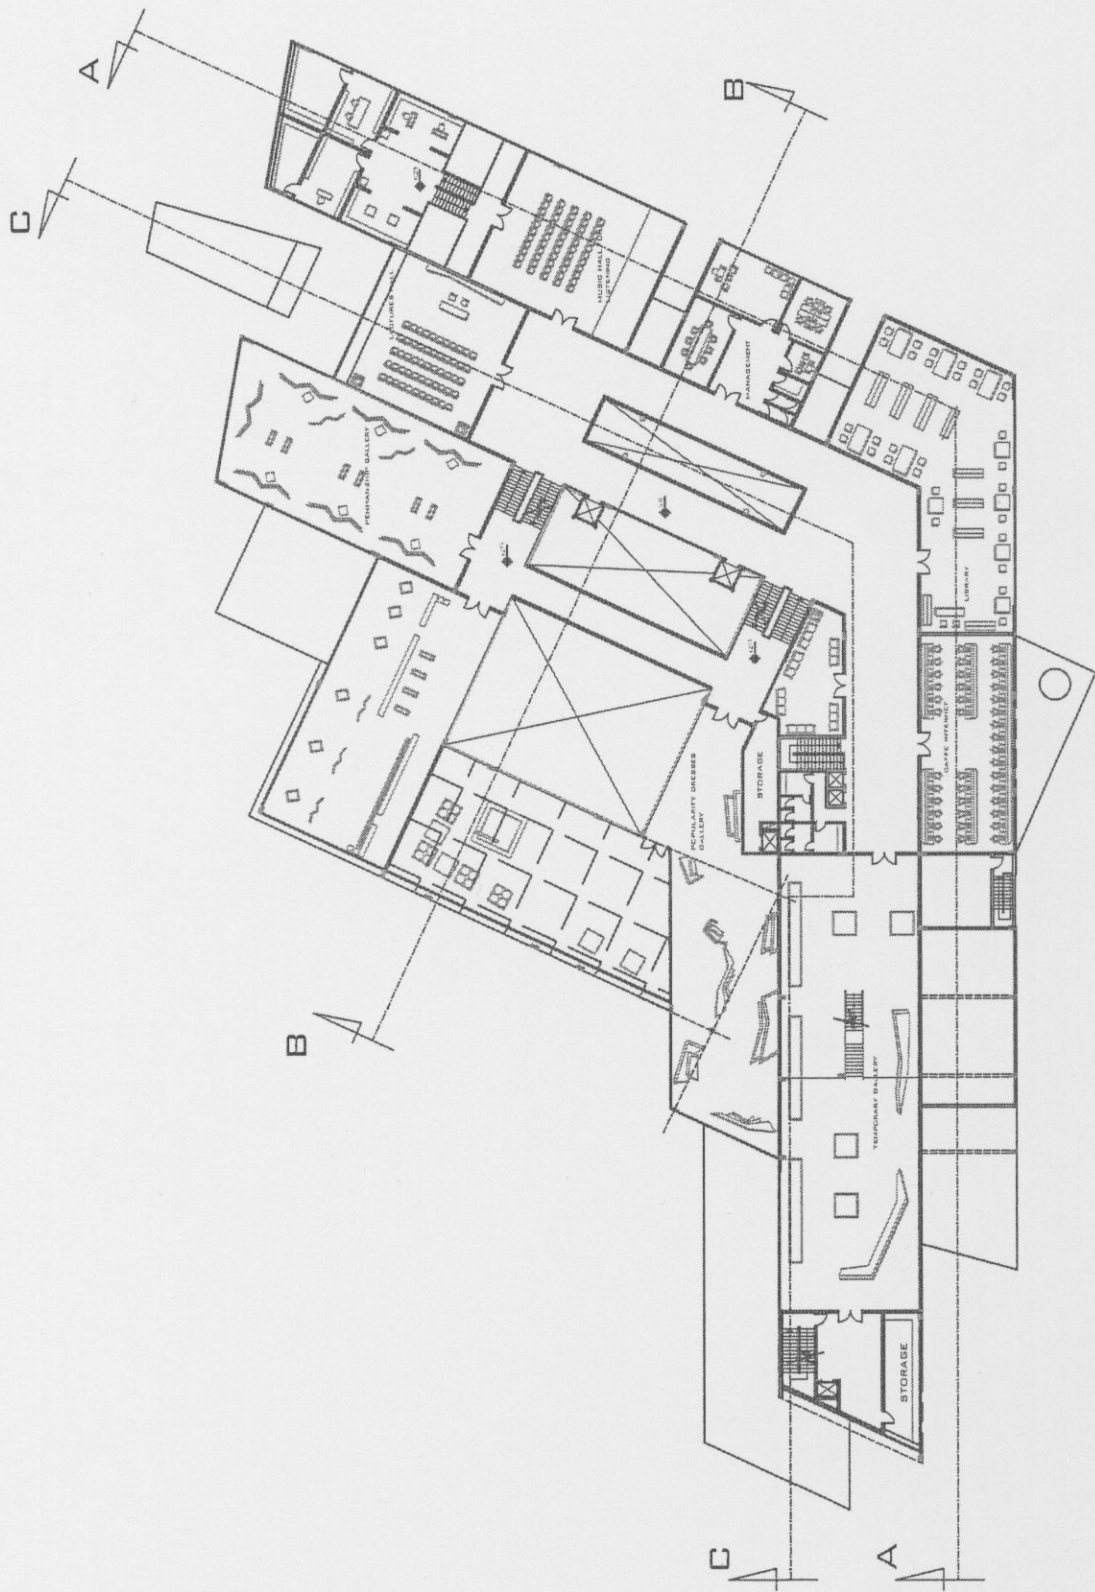 A
C
B
LECTURES HALL
MUSIC HALL
LISTENING
MANAGEMENT
PENMANSHIP GALLERY
LIBRARY
CAFFE INTERNET
POPULARITY DRESSES
GALLERY
STORAGE
B
TEMPORARY GALLERY
STORAGE
C
A